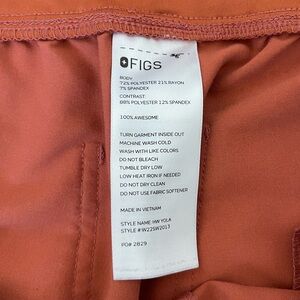 FIGS
BODY
72% POLYESTER 21% RAYON
7% SPANDEX
CONTRAST
88% POLYESTER 12% SPANDEX
100% AWESOME
TURN GARMENT INSIDE OUT
MACHINE WASH COLD
WASH WITH LIKE COLORS
DO NOT BLEACH
TUMBLE DRY LOW
LOW HEAT IRON IF NEEDED
DO NOT DRY CLEAN
DO NOT USE FABRIC SOFTENER
MADE IN VIETNAM
STYLE NAME: HW YOLA
STYLE #:W22SW2013
PO# 2829